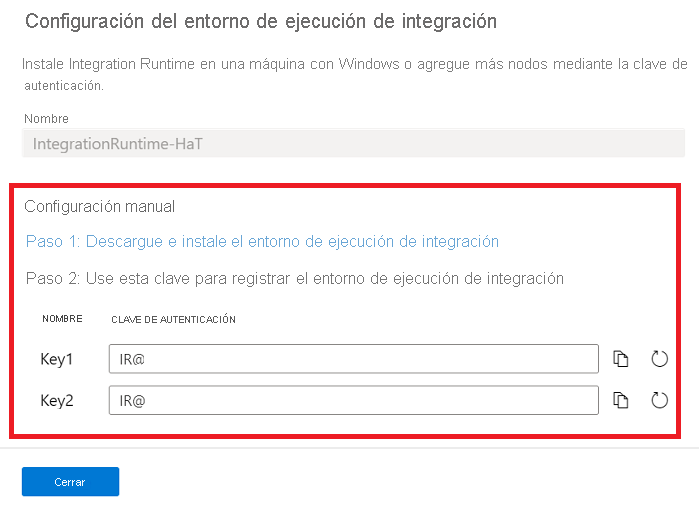 Configuración del entorno de ejecución de integración
Instale Integration Runtime en una máquina con Windows o agregue más nodos mediante la clave de
autenticación.
Nombre
IntegrationRuntime-HaT
Configuración manual
Paso 1: Descargue e instale el entorno de ejecución de integración
Paso 2: Use esta clave para registrar el entorno de ejecución de integración
NOMBRE CLAVE DE AUTENTICACIÓN
Key1 IR@
Key2 IR@
Cerrar